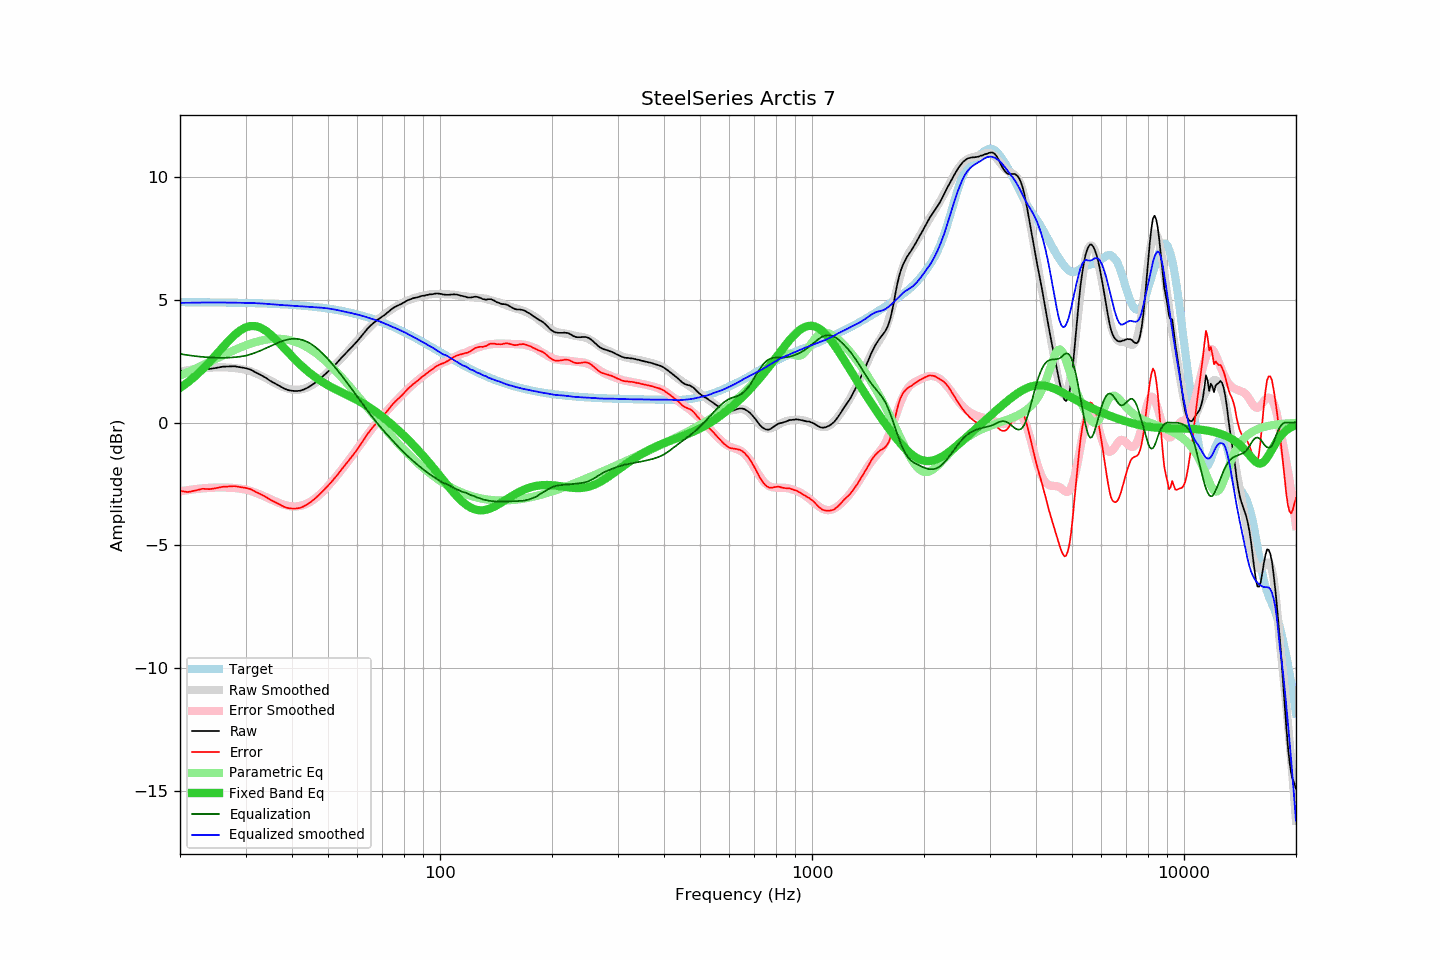 SteelSeries Arctis 7
Amplitude (dBr)
10
5
0
−5
−10
−15
Target
Raw Smoothed
Error Smoothed
Raw
Error
Parametric Eq
Fixed Band Eq
Equalization
Equalized smoothed
100
1000
10000
Frequency (Hz)